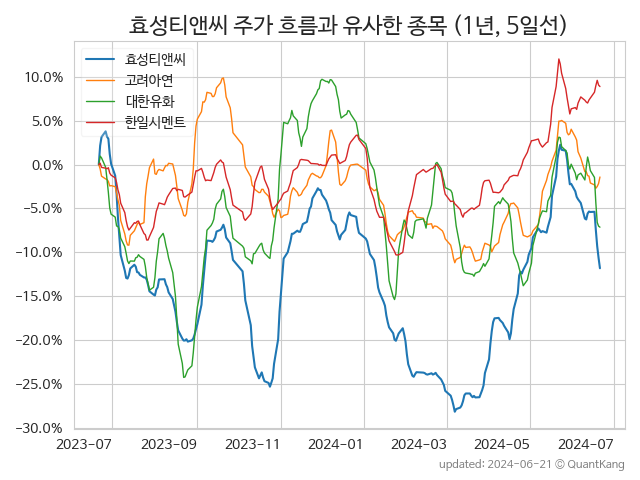 효성티앤씨 주가 흐름과 유사한 종목 (1년, 5일선)
효성티앤씨
고려아연
대한유화
한일시멘트
10.0%
5.0%
0.0%
−5.0%
−10.0%
−15.0%
−20.0%
−25.0%
−30.0%
2023-07 2023-09 2023-11 2024-01 2024-03 2024-05 2024-07
updated: 2024-06-21 © QuantKang